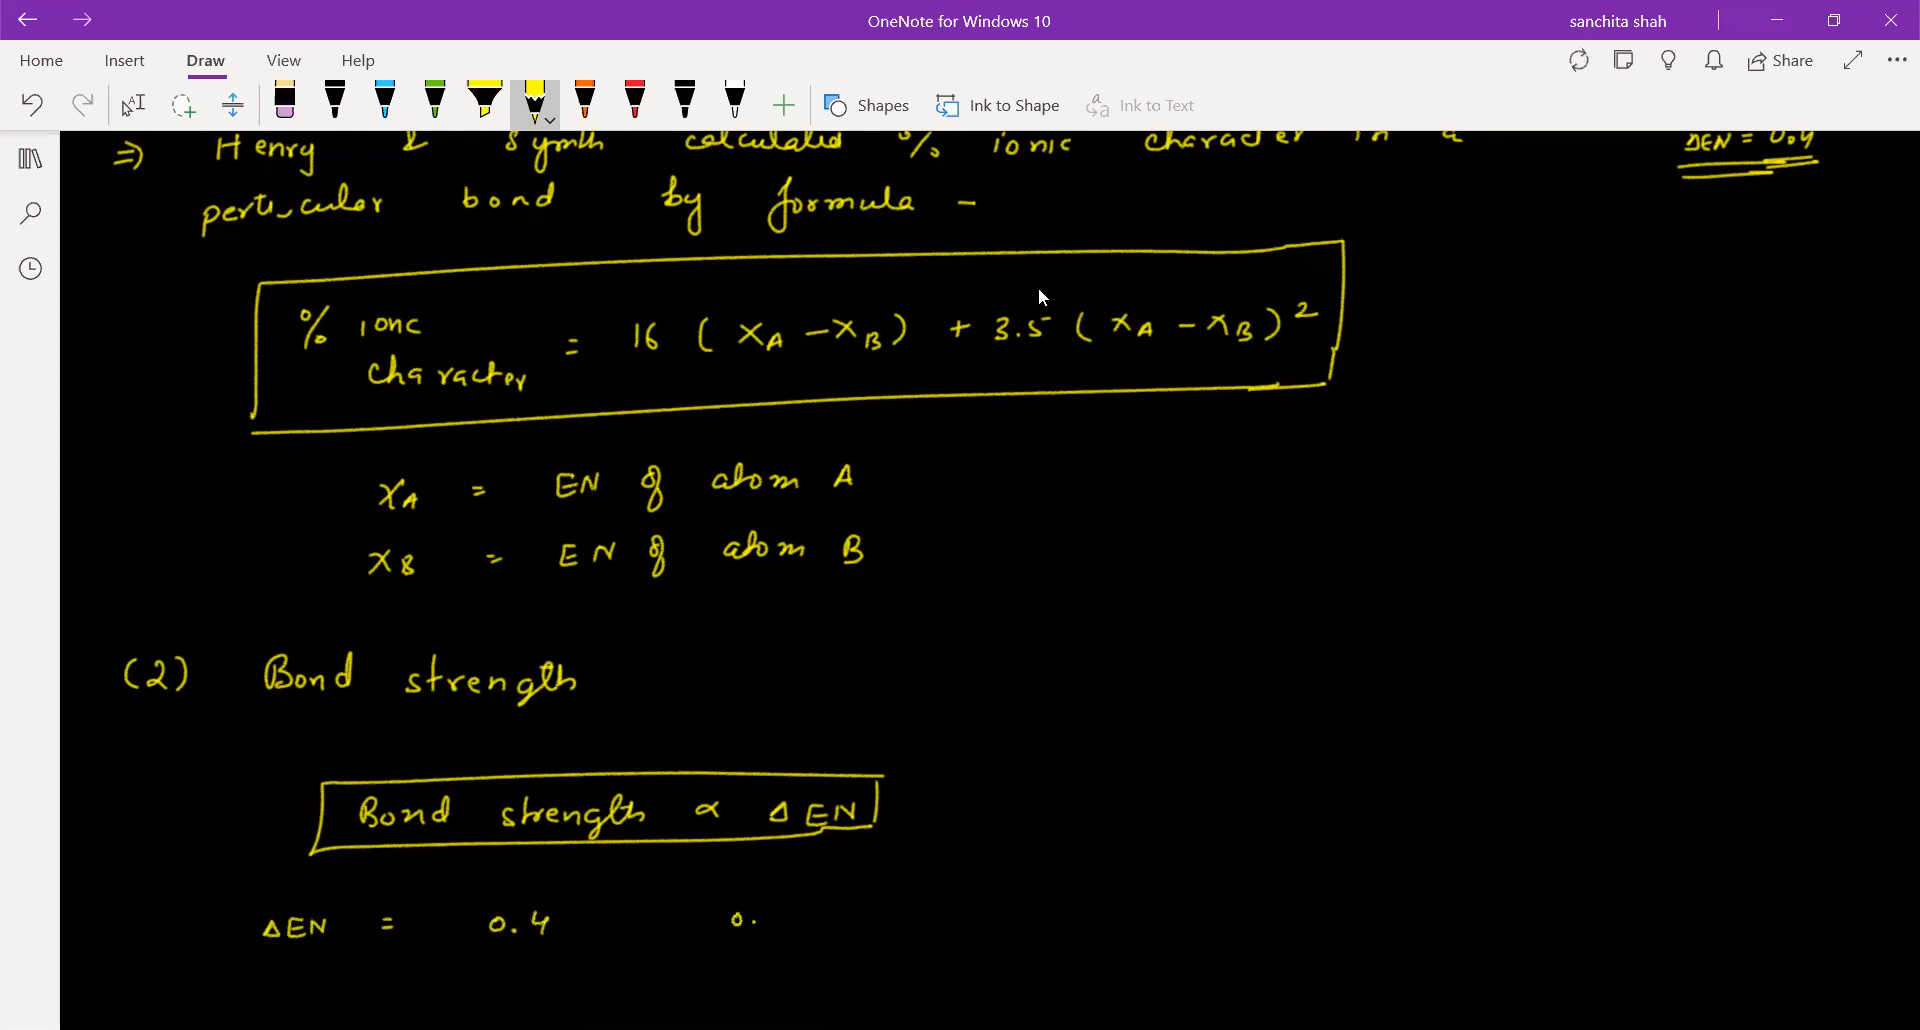 OneNote for Windows 10
sanchita shah
Home Insert Draw View Help
Share
Shapes Ink to Shape Ink to Text
⇒) Henry & Symth calculated % ionic character in a
ΔEN = 0.4
perticular bond by formula -
% ionc character = 16 ( XA - XB ) + 3.5 ( XA - XB )²
XA = EN of atom A
XB = EN of atom B
(2) Bond strength
Bond strength ∝ Δ EN
ΔEN = 0.4 0.